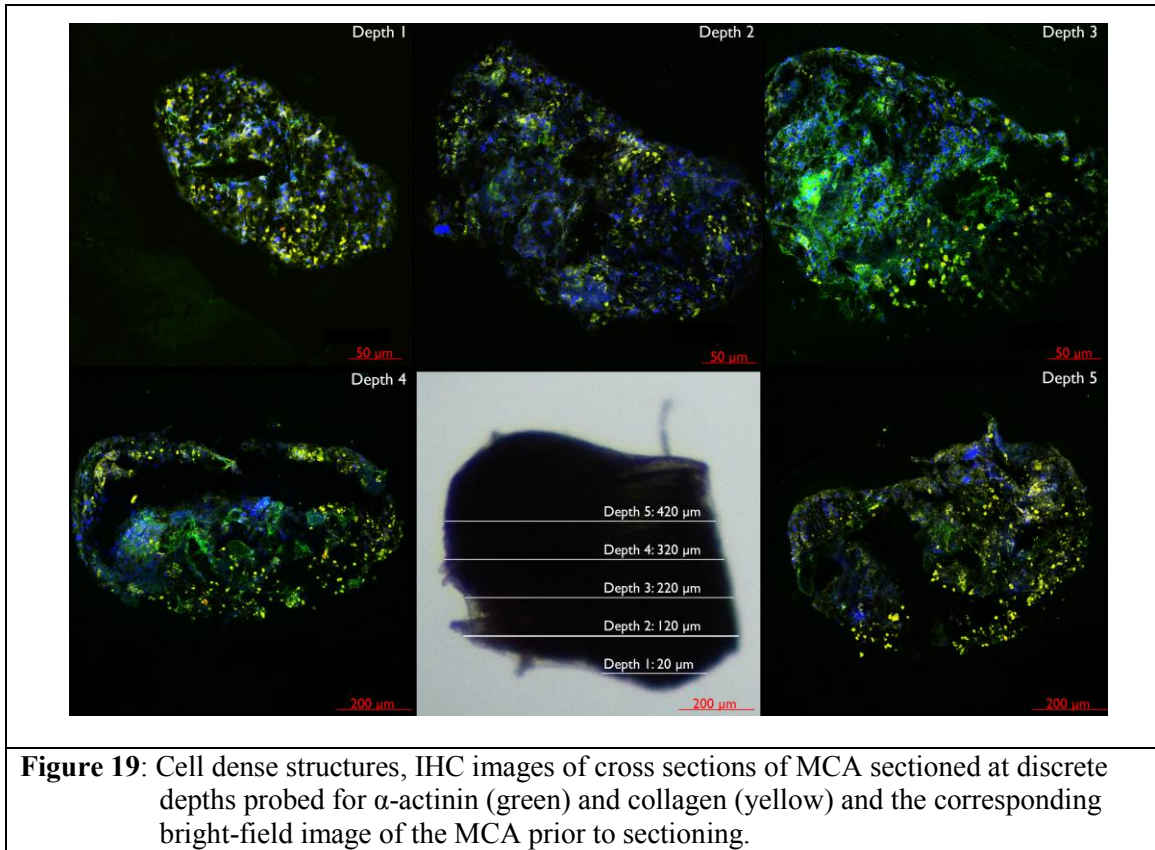 Depth 1
Depth 2
Depth 3
50 µm
50 µm
50 µm
Depth 4
Depth 5
Depth 5: 420 µm
Depth 4: 320 µm
Depth 3: 220 µm
Depth 2: 120 µm
Depth 1: 20 µm
200 µm
200 µm
200 µm
Figure 19: Cell dense structures, IHC images of cross sections of MCA sectioned at discrete
depths probed for α-actinin (green) and collagen (yellow) and the corresponding
bright-field image of the MCA prior to sectioning.